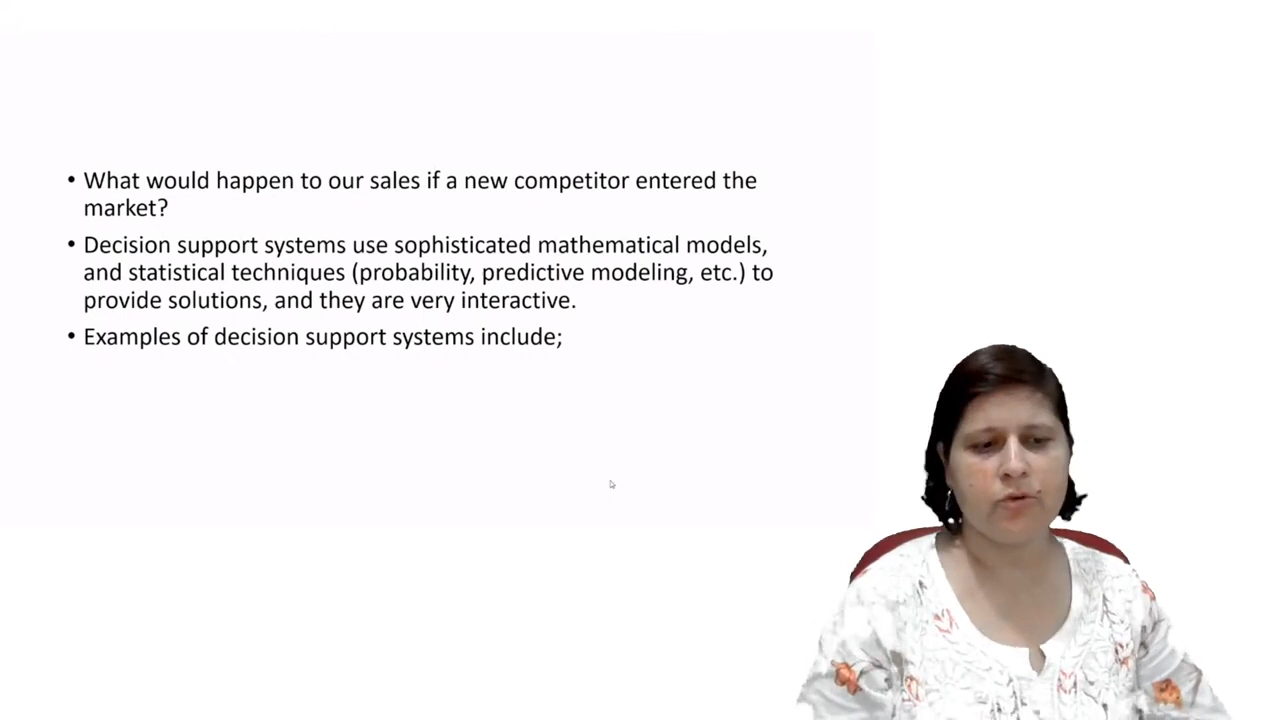 • What would happen to our sales if a new competitor entered the
market?
• Decision support systems use sophisticated mathematical models,
and statistical techniques (probability, predictive modeling, etc.) to
provide solutions, and they are very interactive.
• Examples of decision support systems include;